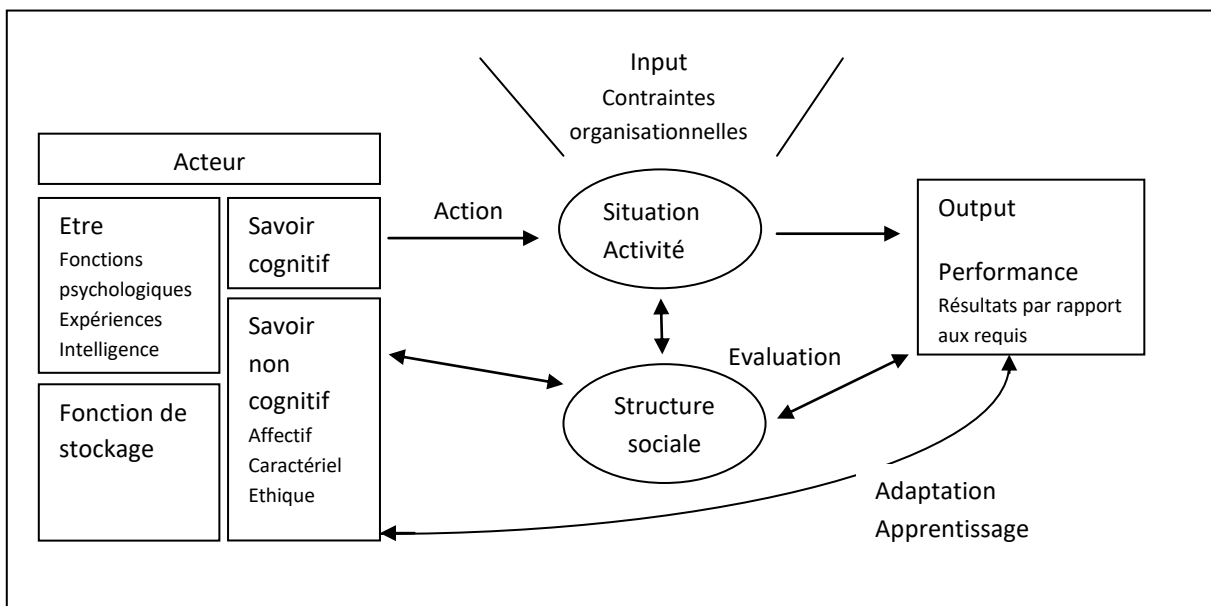 Input
Contraintes
organisationnelles
Acteur
Etre
Fonctions
psychologiques
Expériences
Intelligence
Savoir
cognitif
Action
Situation
Activité
Output
Performance
Résultats par rapport
aux requis
Fonction de
stockage
Savoir
non
cognitif
Affectif
Caractériel
Ethique
Structure
sociale
Evaluation
Adaptation
Apprentissage